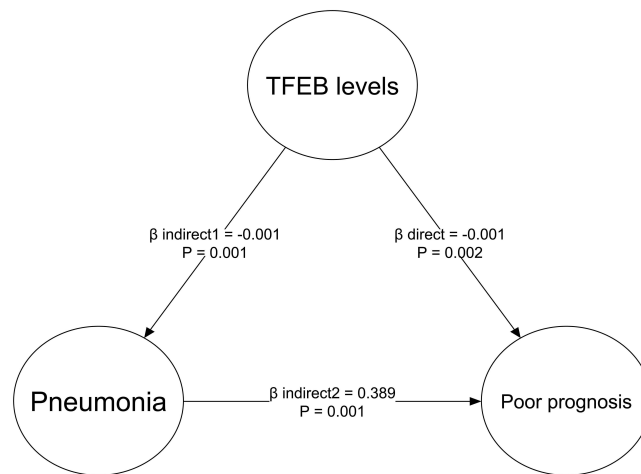 TFEB levels
β indirect1 = -0.001
P = 0.001
β direct = -0.001
P = 0.002
Pneumonia
β indirect2 = 0.389
P = 0.001
Poor prognosis